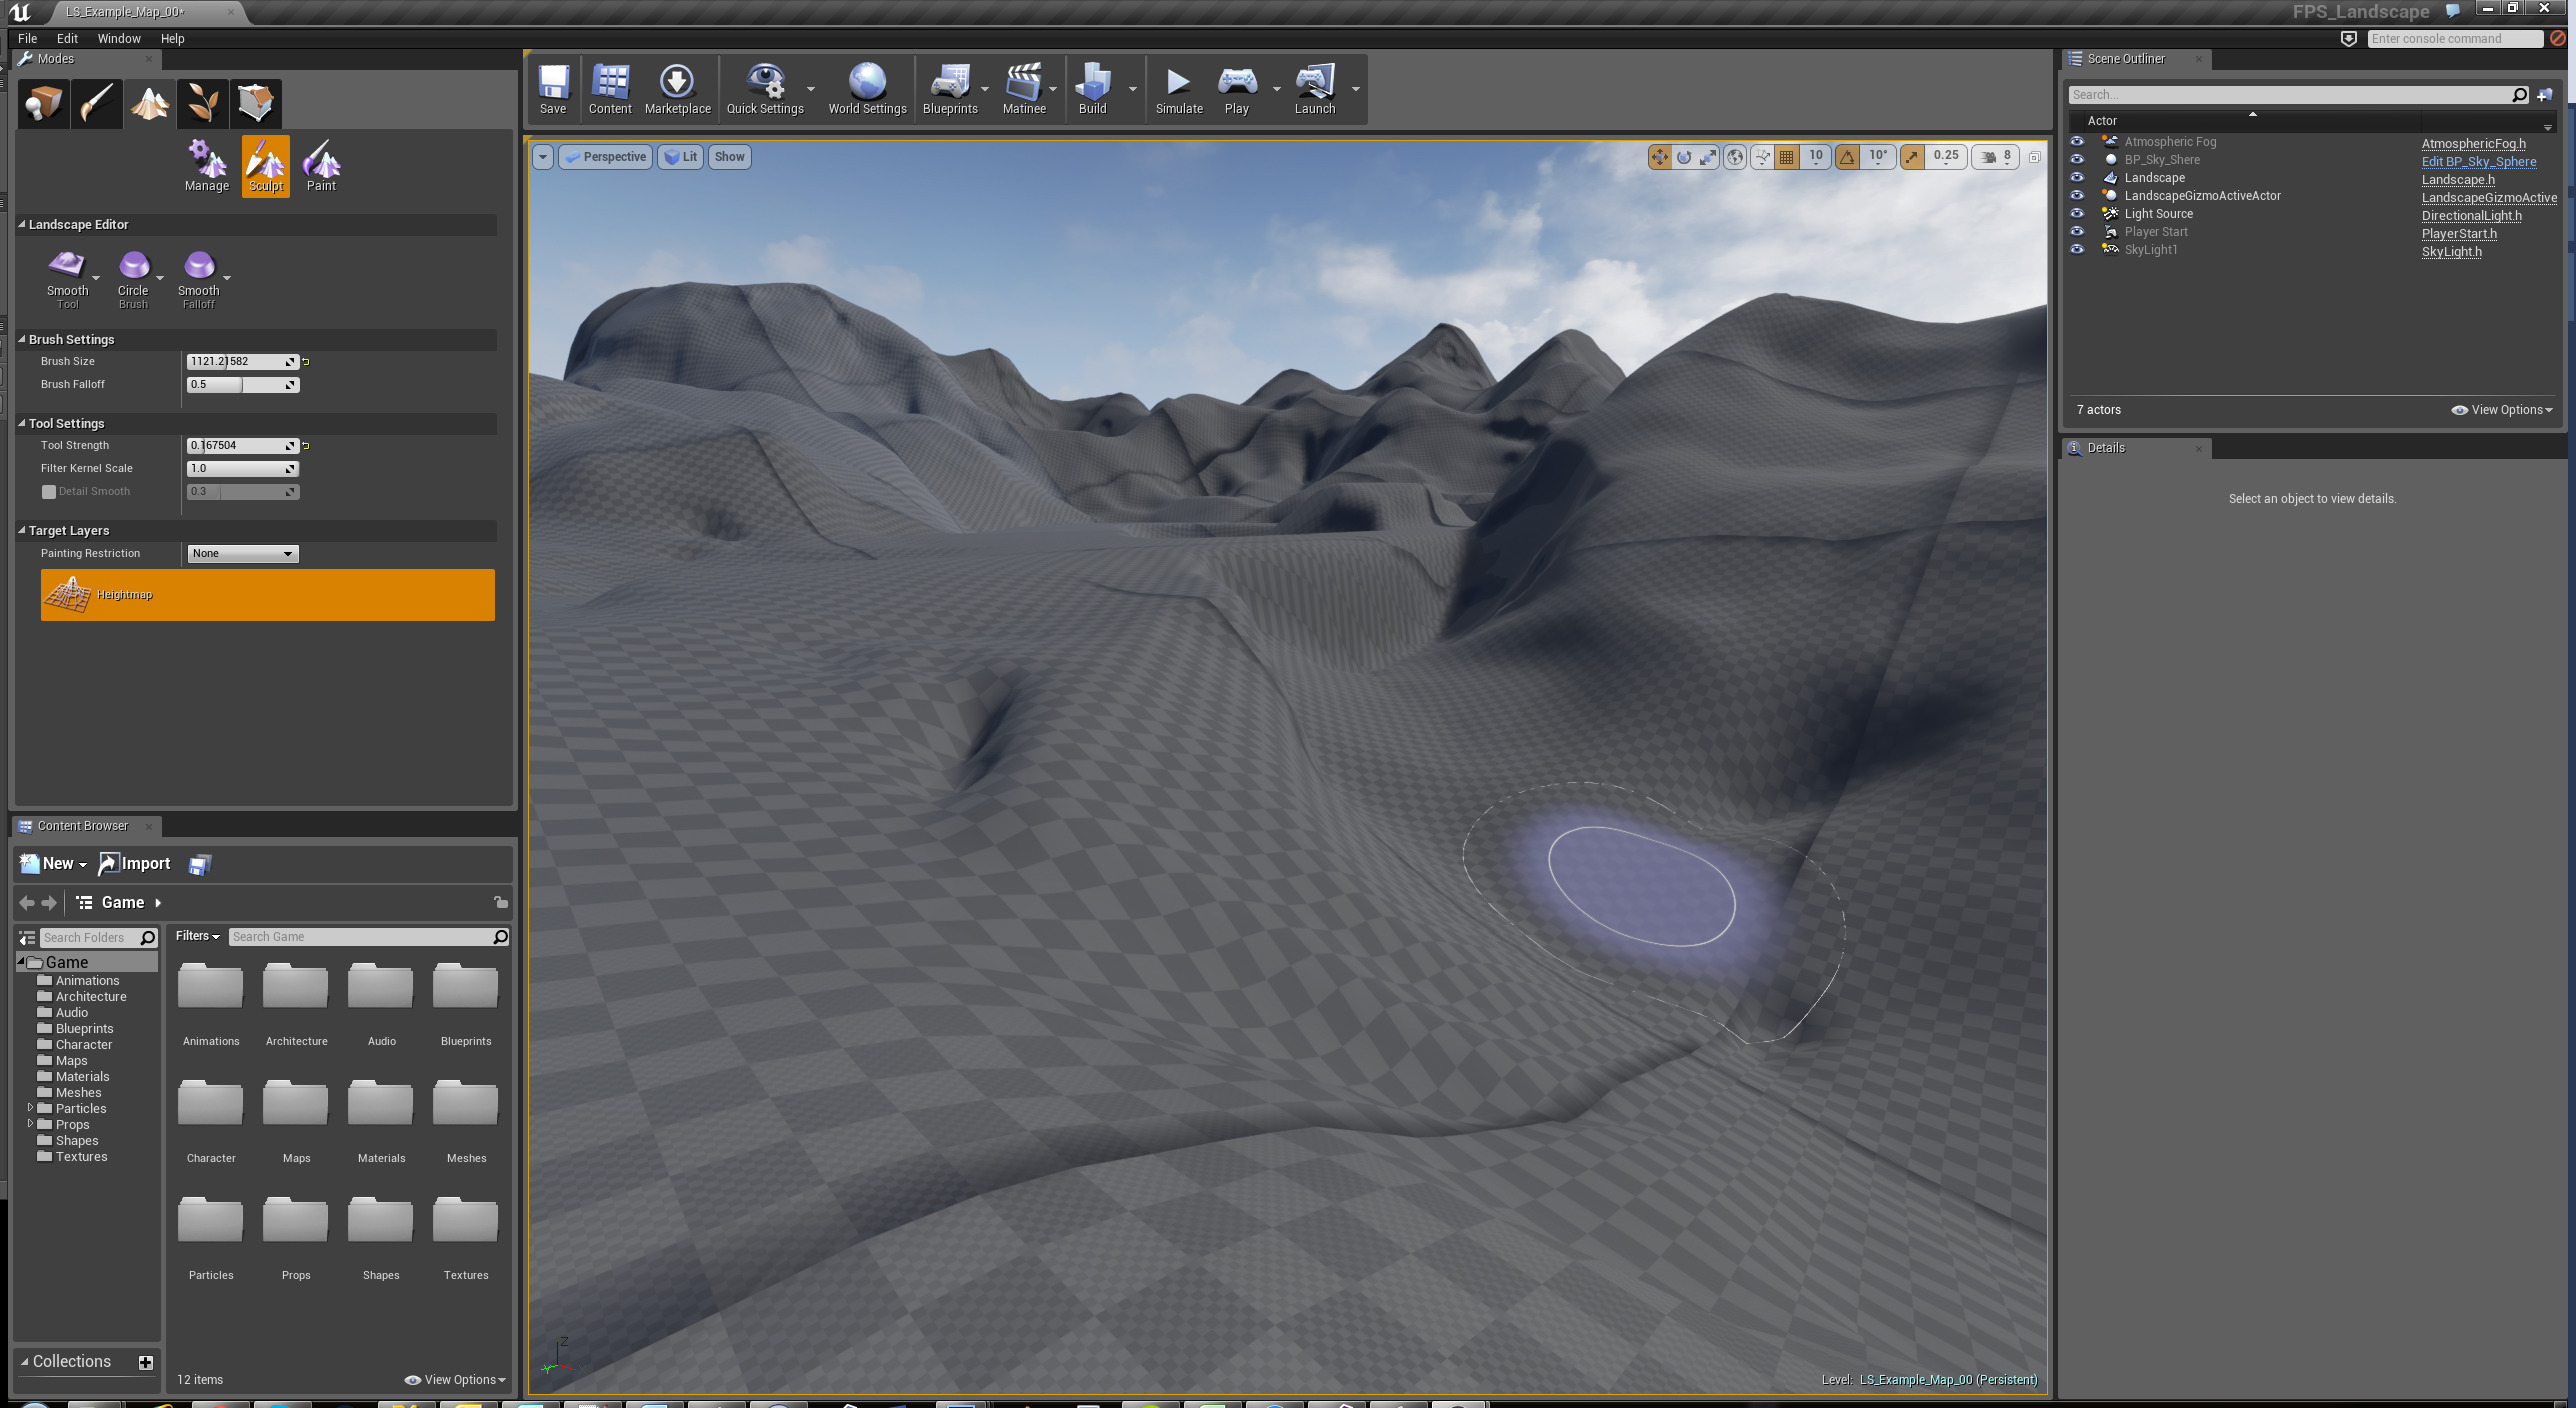 LS_Example_Map_00*
FPS_Landscape
File Edit Window Help
Enter console command
Modes
Manage Sculpt Paint
Landscape Editor
Smooth Circle Smooth
Tool Brush Falloff
Brush Settings
Brush Size 1121.21582
Brush Falloff 0.5
Tool Settings
Tool Strength 0.167504
Filter Kernel Scale 1.0
Detail Smooth 0.3
Target Layers
Painting Restriction None
Heightmap
Content Browser
New Import
Game
Search Folders
Game
Animations
Architecture
Audio
Blueprints
Character
Maps
Materials
Meshes
Particles
Props
Shapes
Textures
Collections
Filters Search Game
Animations Architecture Audio Blueprints
Character Maps Materials Meshes
Particles Props Shapes Textures
12 items View Options
Save Content Marketplace Quick Settings World Settings Blueprints Matinee Build Simulate Play Launch
Perspective Lit Show 10 10° 0.25 8
Z
Y
Level: LS_Example_Map_00 (Persistent)
Scene Outliner
Search...
Actor
Atmospheric Fog AtmosphericFog.h
BP_Sky_Shere Edit BP_Sky_Sphere
Landscape Landscape.h
LandscapeGizmoActiveActor LandscapeGizmoActive
Light Source DirectionalLight.h
Player Start PlayerStart.h
SkyLight1 SkyLight.h
7 actors View Options
Details
Select an object to view details.